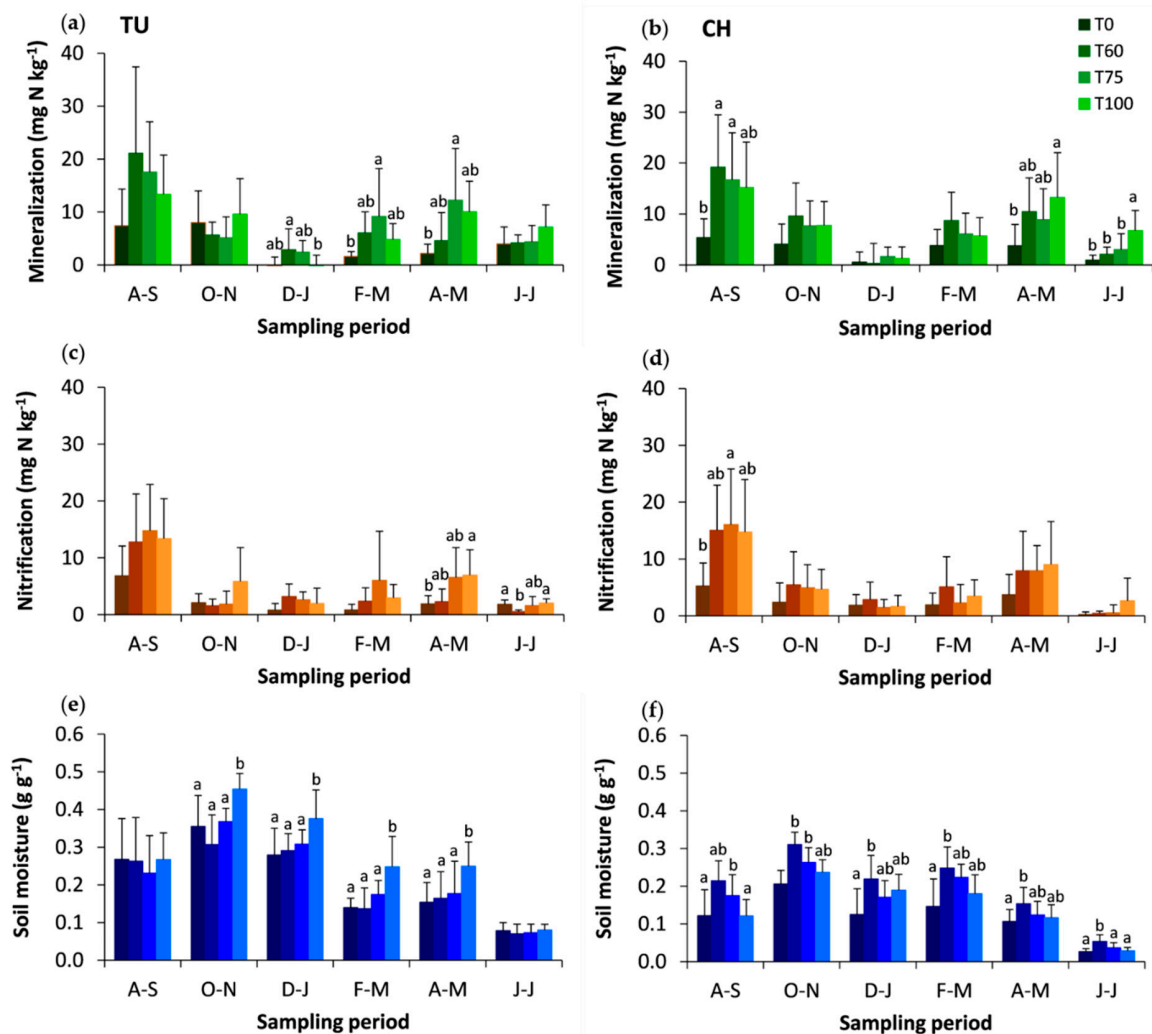 (a) TU
Mineralization (mg N kg⁻¹)
40
30
20
10
0
ab a ab b
b ab a ab
b ab a ab
A-S O-N D-J F-M A-M J-J
Sampling period
(b) CH
T0
T60
T75
T100
Mineralization (mg N kg⁻¹)
40
30
20
10
0
b a a ab
b ab ab a
b b b a
A-S O-N D-J F-M A-M J-J
Sampling period
(c)
Nitrification (mg N kg⁻¹)
40
30
20
10
0
b ab ab a
a b ab a
A-S O-N D-J F-M A-M J-J
Sampling period
(d)
Nitrification (mg N kg⁻¹)
40
30
20
10
0
b ab a ab
A-S O-N D-J F-M A-M J-J
Sampling period
(e)
Soil moisture (g g⁻¹)
0.6
0.5
0.4
0.3
0.2
0.1
0.0
a a a b
a a a b
a a a b
a a a b
A-S O-N D-J F-M A-M J-J
Sampling period
(f)
Soil moisture (g g⁻¹)
0.6
0.5
0.4
0.3
0.2
0.1
0.0
a ab b a
a b b ab
a b ab ab
a b ab ab
a b ab ab
a b a a
A-S O-N D-J F-M A-M J-J
Sampling period